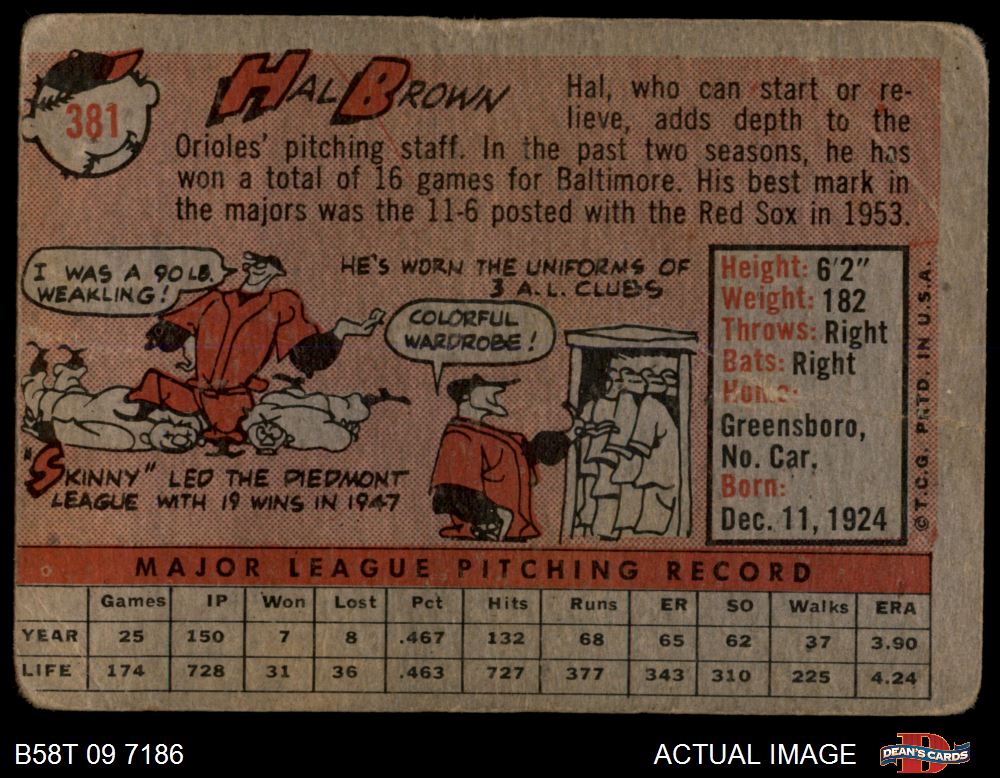 381
HAL BROWN
Hal, who can start or re-
lieve, adds depth to the
Orioles' pitching staff. In the past two seasons, he has
won a total of 16 games for Baltimore. His best mark in
the majors was the 11-6 posted with the Red Sox in 1953.
I WAS A 90 LB.
WEAKLING!
HE'S WORN THE UNIFORMS OF
3 A.L. CLUBS
COLORFUL
WARDROBE!
"SKINNY" LED THE PIEDMONT
LEAGUE WITH 19 WINS IN 1947
Height: 6'2"
Weight: 182
Throws: Right
Bats: Right
Home:
Greensboro,
No. Car.
Born:
Dec. 11, 1924
© T.C.G. PRTD. IN U.S.A.
MAJOR LEAGUE PITCHING RECORD
Games IP Won Lost Pct Hits Runs ER SO Walks ERA
YEAR 25 150 7 8 .467 132 68 65 62 37 3.90
LIFE 174 728 31 36 .463 727 377 343 310 225 4.24
B58T 09 7186
ACTUAL IMAGE
DEAN'S CARDS